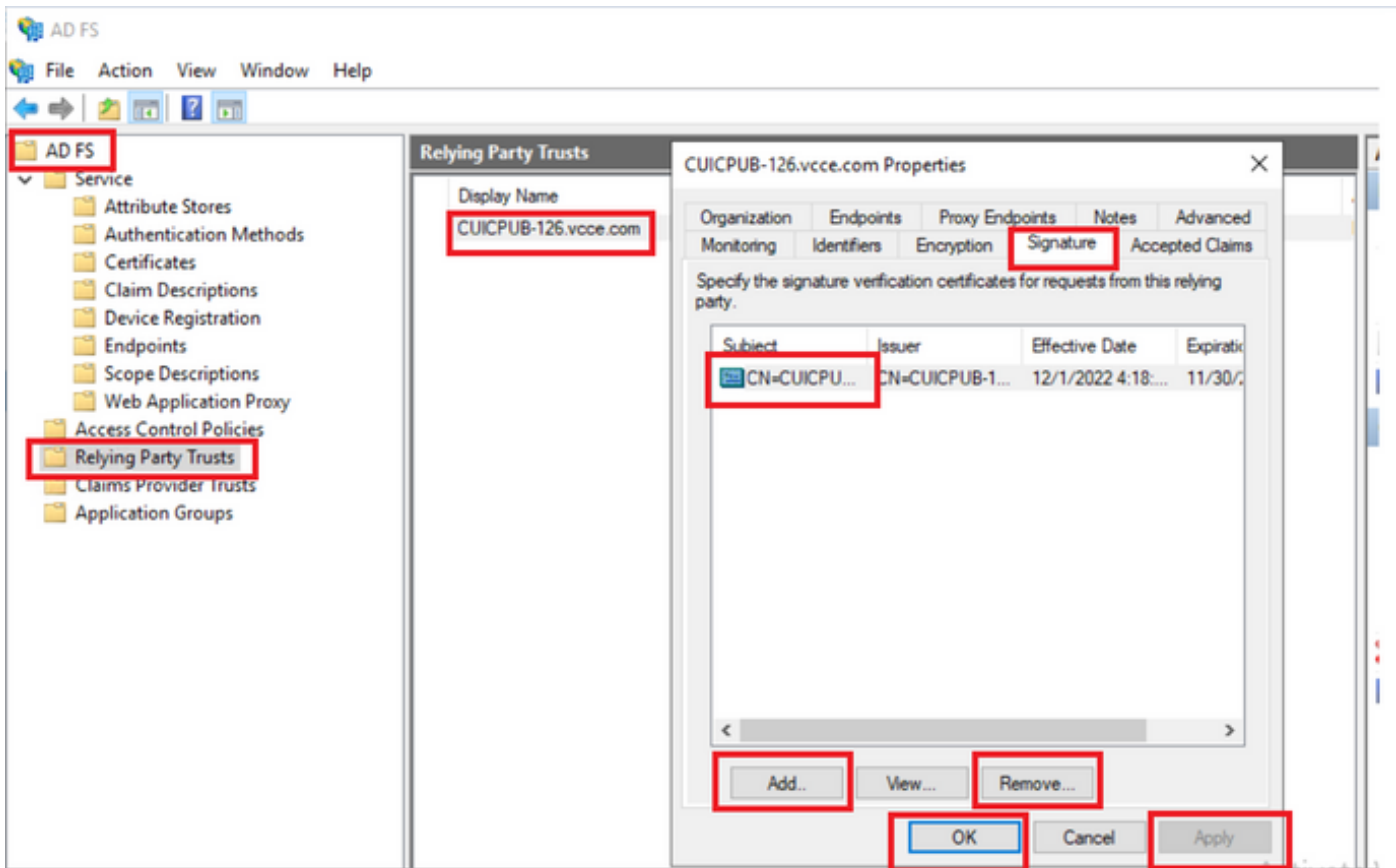 AD FS
File Action View Window Help
AD FS
Service
Attribute Stores
Authentication Methods
Certificates
Claim Descriptions
Device Registration
Endpoints
Scope Descriptions
Web Application Proxy
Access Control Policies
Relying Party Trusts
Claims Provider Trusts
Application Groups
Relying Party Trusts
Display Name
CUICPUB-126.vcce.com
CUICPUB-126.vcce.com Properties
Organization Endpoints Proxy Endpoints Notes Advanced
Monitoring Identifiers Encryption Signature Accepted Claims
Specify the signature verification certificates for requests from this relying
party.
Subject Issuer Effective Date Expiratic
CN=CUICPU... CN=CUICPUB-1... 12/1/2022 4:18:... 11/30/
Add.. View... Remove...
OK Cancel Apply